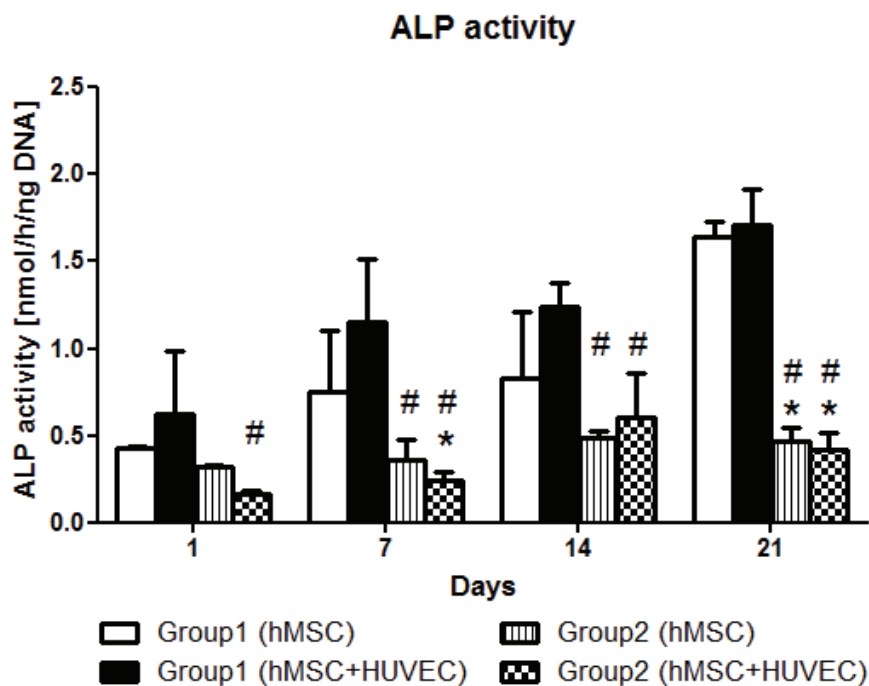 ALP activity
ALP activity [nmol/h/ng DNA]
2.5
2.0
1.5
1.0
0.5
0.0
#
# #
*
# #
# #
* *
1 7 14 21
Days
Group1 (hMSC) Group2 (hMSC)
Group1 (hMSC+HUVEC) Group2 (hMSC+HUVEC)